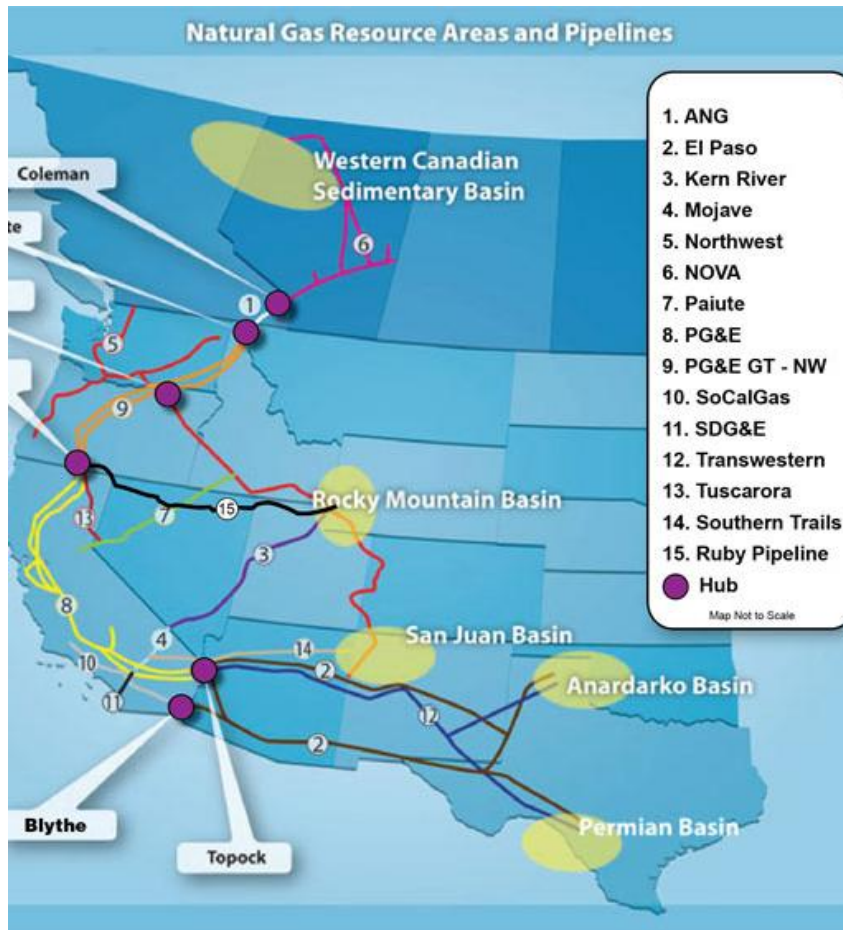 Natural Gas Resource Areas and Pipelines
1. ANG
2. El Paso
3. Kern River
4. Mojave
5. Northwest
6. NOVA
7. Paiute
8. PG&E
9. PG&E GT - NW
10. SoCalGas
11. SDG&E
12. Transwestern
13. Tuscarora
14. Southern Trails
15. Ruby Pipeline
Hub
Map Not to Scale
Western Canadian
Sedimentary Basin
Coleman
te
6
1
5
9
Rocky Mountain Basin
15
13
7
3
8
4
San Juan Basin
14
10
2
Anardarko Basin
11
12
2
Blythe
Permian Basin
Topock